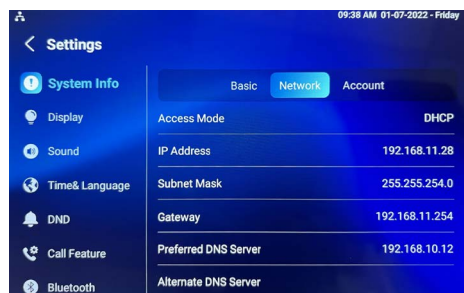 09:38 AM 01-07-2022 - Friday
Settings
System Info
Basic Network Account
Display
Access Mode DHCP
Sound
IP Address 192.168.11.28
Time& Language
Subnet Mask 255.255.254.0
DND
Gateway 192.168.11.254
Call Feature
Preferred DNS Server 192.168.10.12
Bluetooth
Alternate DNS Server